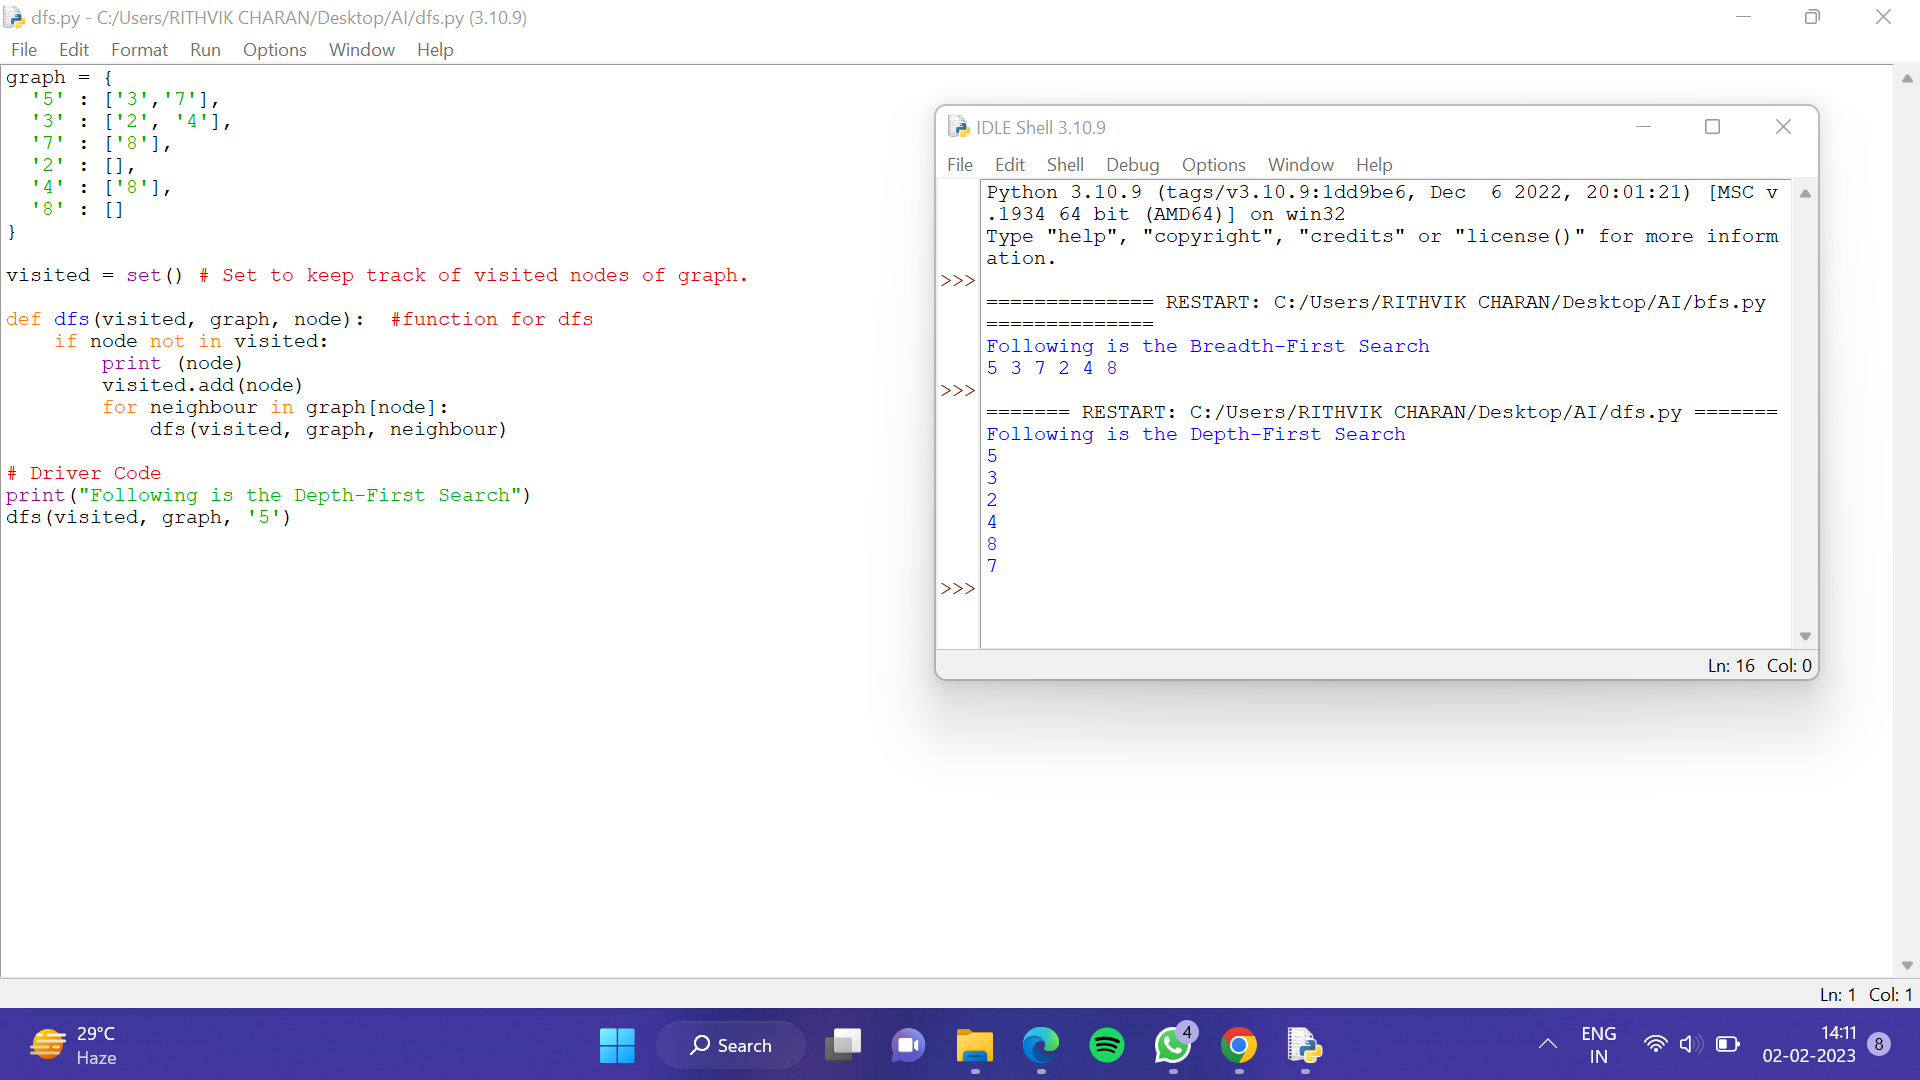 dfs.py - C:/Users/RITHVIK CHARAN/Desktop/AI/dfs.py (3.10.9)
File Edit Format Run Options Window Help
graph = {
  '5' : ['3','7'],
  '3' : ['2', '4'],
  '7' : ['8'],
  '2' : [],
  '4' : ['8'],
  '8' : []
}
visited = set() # Set to keep track of visited nodes of graph.
def dfs(visited, graph, node):  #function for dfs
    if node not in visited:
        print (node)
        visited.add(node)
        for neighbour in graph[node]:
            dfs(visited, graph, neighbour)
# Driver Code
print("Following is the Depth-First Search")
dfs(visited, graph, '5')
IDLE Shell 3.10.9
File Edit Shell Debug Options Window Help
Python 3.10.9 (tags/v3.10.9:1dd9be6, Dec  6 2022, 20:01:21) [MSC v
.1934 64 bit (AMD64)] on win32
Type "help", "copyright", "credits" or "license()" for more inform
ation.
>>>
============== RESTART: C:/Users/RITHVIK CHARAN/Desktop/AI/bfs.py
==============
Following is the Breadth-First Search
5 3 7 2 4 8
>>>
======= RESTART: C:/Users/RITHVIK CHARAN/Desktop/AI/dfs.py =======
Following is the Depth-First Search
5
3
2
4
8
7
>>>
Ln: 16 Col: 0
Ln: 1 Col: 1
29°C
Haze
Search
4
ENG
IN
14:11
02-02-2023
8